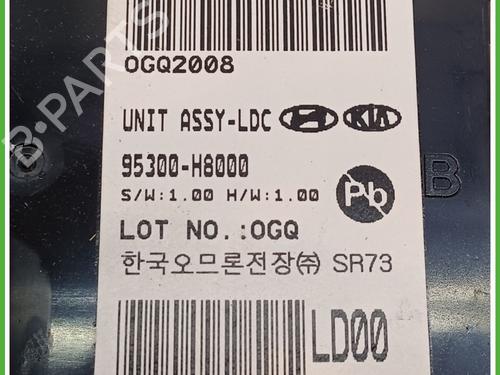 OGQ2008
UNIT ASSY-LDC KIA
95300-H8000
S/W:1.00 H/W:1.00
Pb
LOT NO.:OGQ
한국오므론전장㈜ SR73
LD00
B
B-PARTS